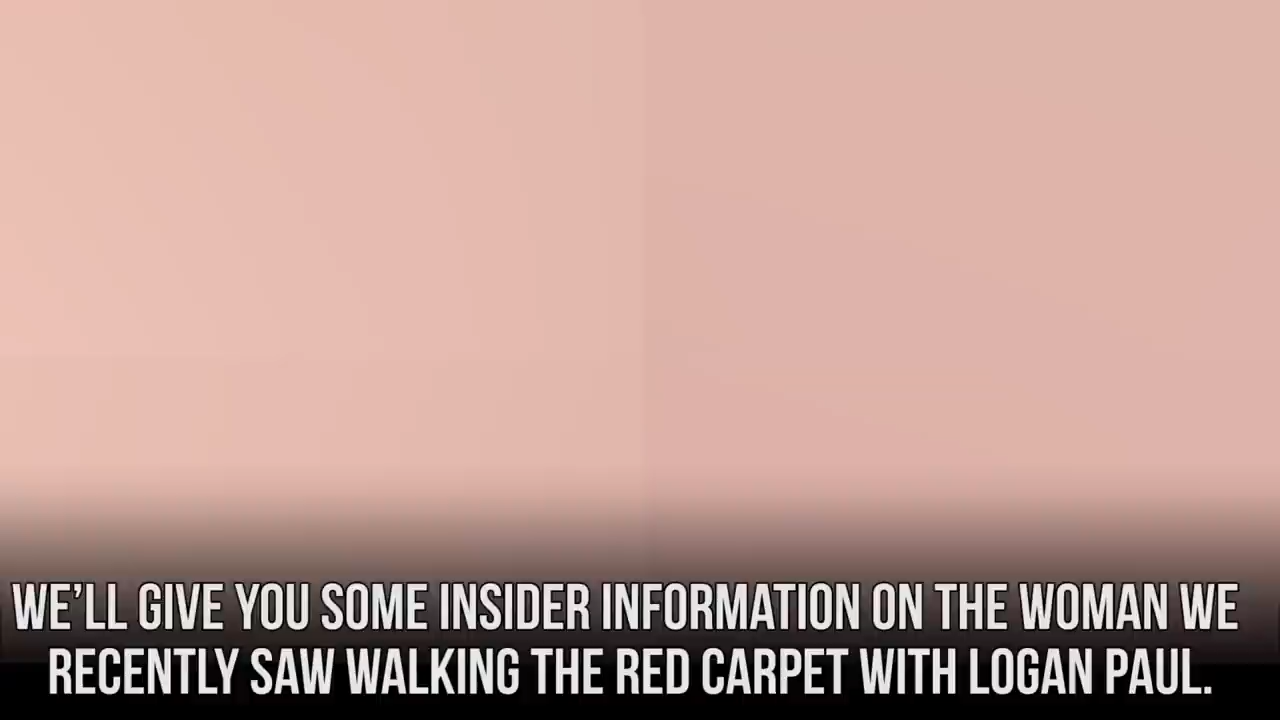 WE’LL GIVE YOU SOME INSIDER INFORMATION ON THE WOMAN WE
RECENTLY SAW WALKING THE RED CARPET WITH LOGAN PAUL.